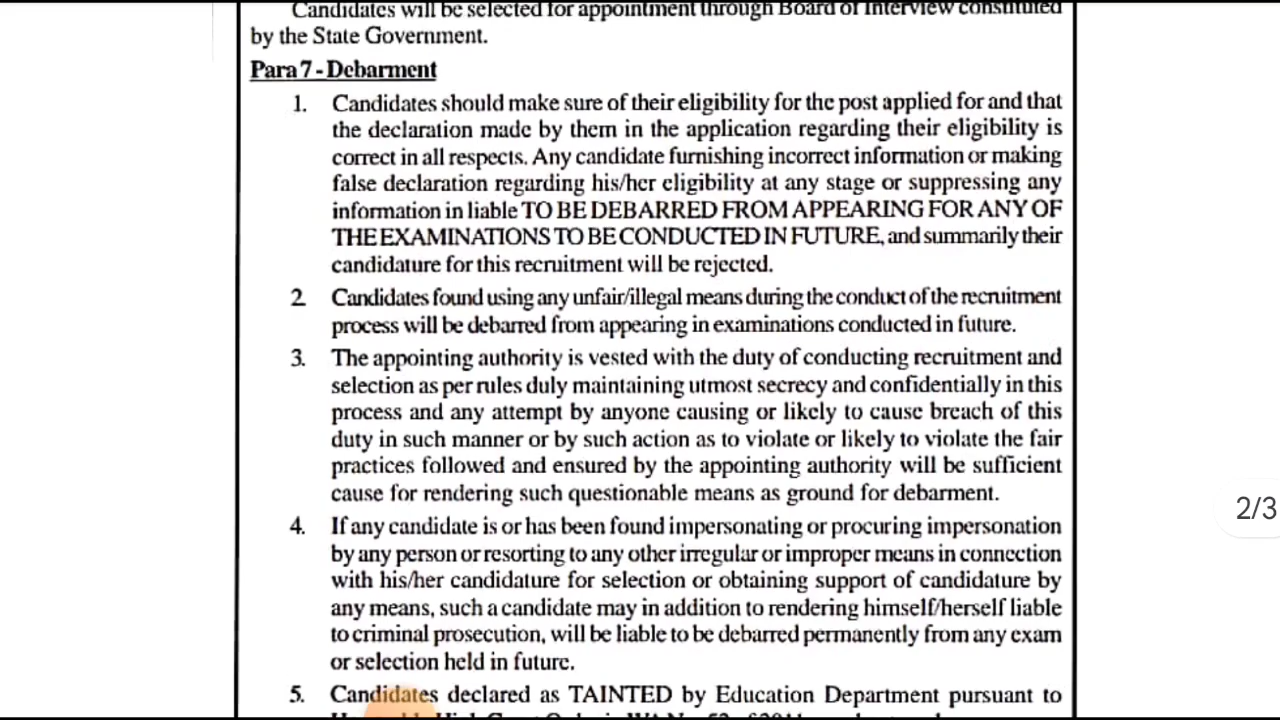 Candidates will be selected for appointment through Board of Interview constituted
by the State Government.
Para 7 - Debarment
1. Candidates should make sure of their eligibility for the post applied for and that
the declaration made by them in the application regarding their eligibility is
correct in all respects. Any candidate furnishing incorrect information or making
false declaration regarding his/her eligibility at any stage or suppressing any
information in liable TO BE DEBARRED FROM APPEARING FOR ANY OF
THE EXAMINATIONS TO BE CONDUCTED IN FUTURE, and summarily their
candidature for this recruitment will be rejected.
2. Candidates found using any unfair/illegal means during the conduct of the recruitment
process will be debarred from appearing in examinations conducted in future.
3. The appointing authority is vested with the duty of conducting recruitment and
selection as per rules duly maintaining utmost secrecy and confidentially in this
process and any attempt by anyone causing or likely to cause breach of this
duty in such manner or by such action as to violate or likely to violate the fair
practices followed and ensured by the appointing authority will be sufficient
cause for rendering such questionable means as ground for debarment.
4. If any candidate is or has been found impersonating or procuring impersonation
by any person or resorting to any other irregular or improper means in connection
with his/her candidature for selection or obtaining support of candidature by
any means, such a candidate may in addition to rendering himself/herself liable
to criminal prosecution, will be liable to be debarred permanently from any exam
or selection held in future.
5. Candidates declared as TAINTED by Education Department pursuant to
2/3